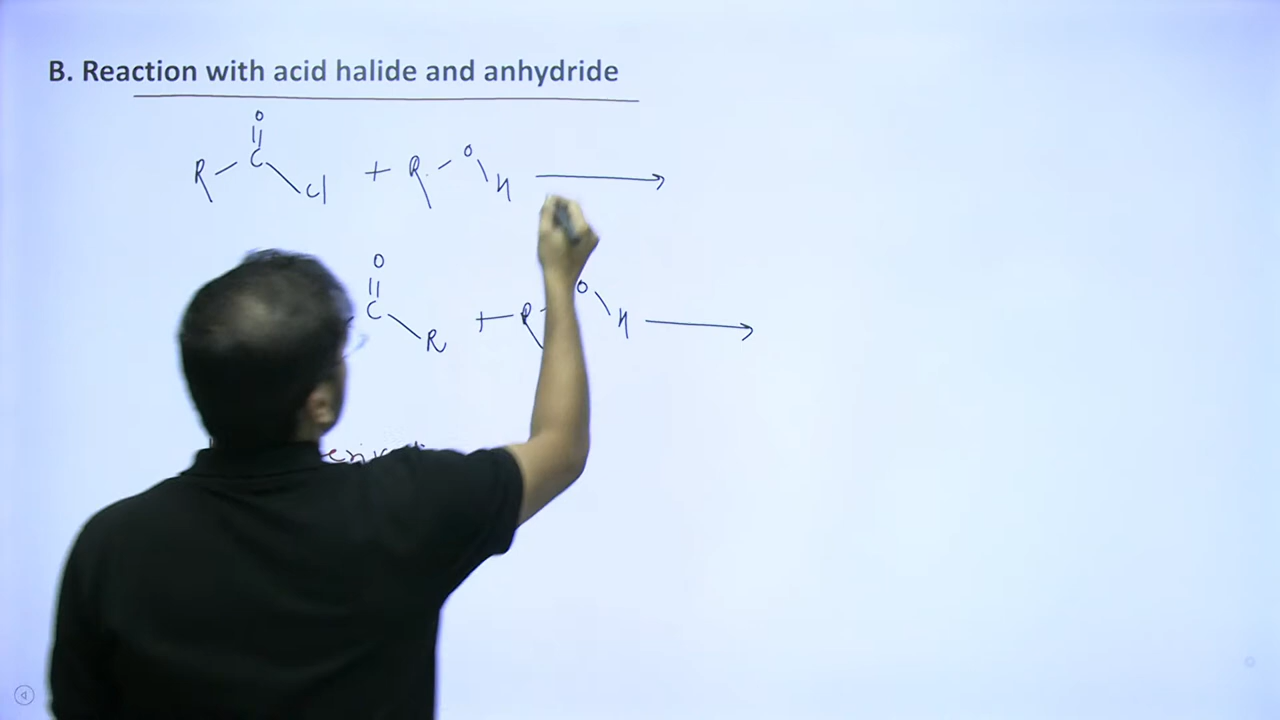 B. Reaction with acid halide and anhydride
O
R C Cl + R O H
O
C R + R O H